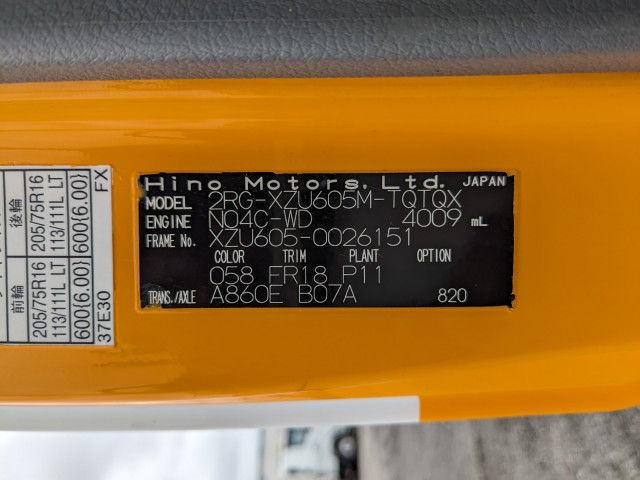 Hino Motors, Ltd. JAPAN
MODEL 2RG-XZU605M-TQTQX
ENGINE N04C-WD 4009 mL
FRAME No. XZU605-0026151
COLOR TRIM PLANT
058 FR18 P11
TRANS./AXLE A860E B07A 820
前輪 後輪
205/75R16 205/75R16
113/111L LT 113/111L LT
600{6.00} 600{6.00}
37E30 FX